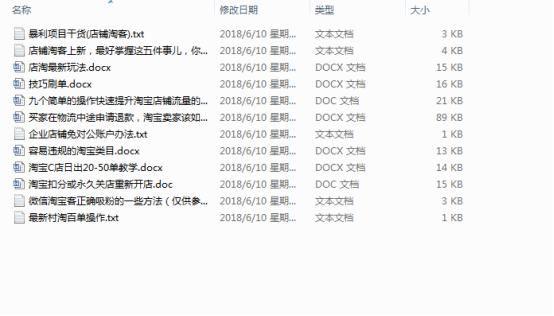 名称 修改日期 类型 大小
暴利项目干货(店铺淘客).txt 2018/6/10 星期... 文本文档 3 KB
店铺淘客上新，最好掌握这五件事儿，你... 2018/6/10 星期... 文本文档 4 KB
店淘最新玩法.docx 2018/6/10 星期... DOCX 文档 15 KB
技巧刷单.docx 2018/6/10 星期... DOCX 文档 16 KB
九个简单的操作快速提升淘宝店铺流量的... 2018/6/10 星期... DOC 文档 21 KB
买家在物流中途申请退款，淘宝卖家该如... 2018/6/10 星期... DOCX 文档 89 KB
企业店铺免对公账户办法.txt 2018/6/10 星期... 文本文档 1 KB
容易违规的淘宝类目.docx 2018/6/10 星期... DOCX 文档 13 KB
淘宝C店日出20-50单教学.docx 2018/6/10 星期... DOCX 文档 14 KB
淘宝扣分或永久关店重新开店.doc 2018/6/10 星期... DOC 文档 15 KB
微信淘宝客正确吸粉的一些方法（仅供参... 2018/6/10 星期... 文本文档 3 KB
最新村淘百单操作.txt 2018/6/10 星期... 文本文档 1 KB